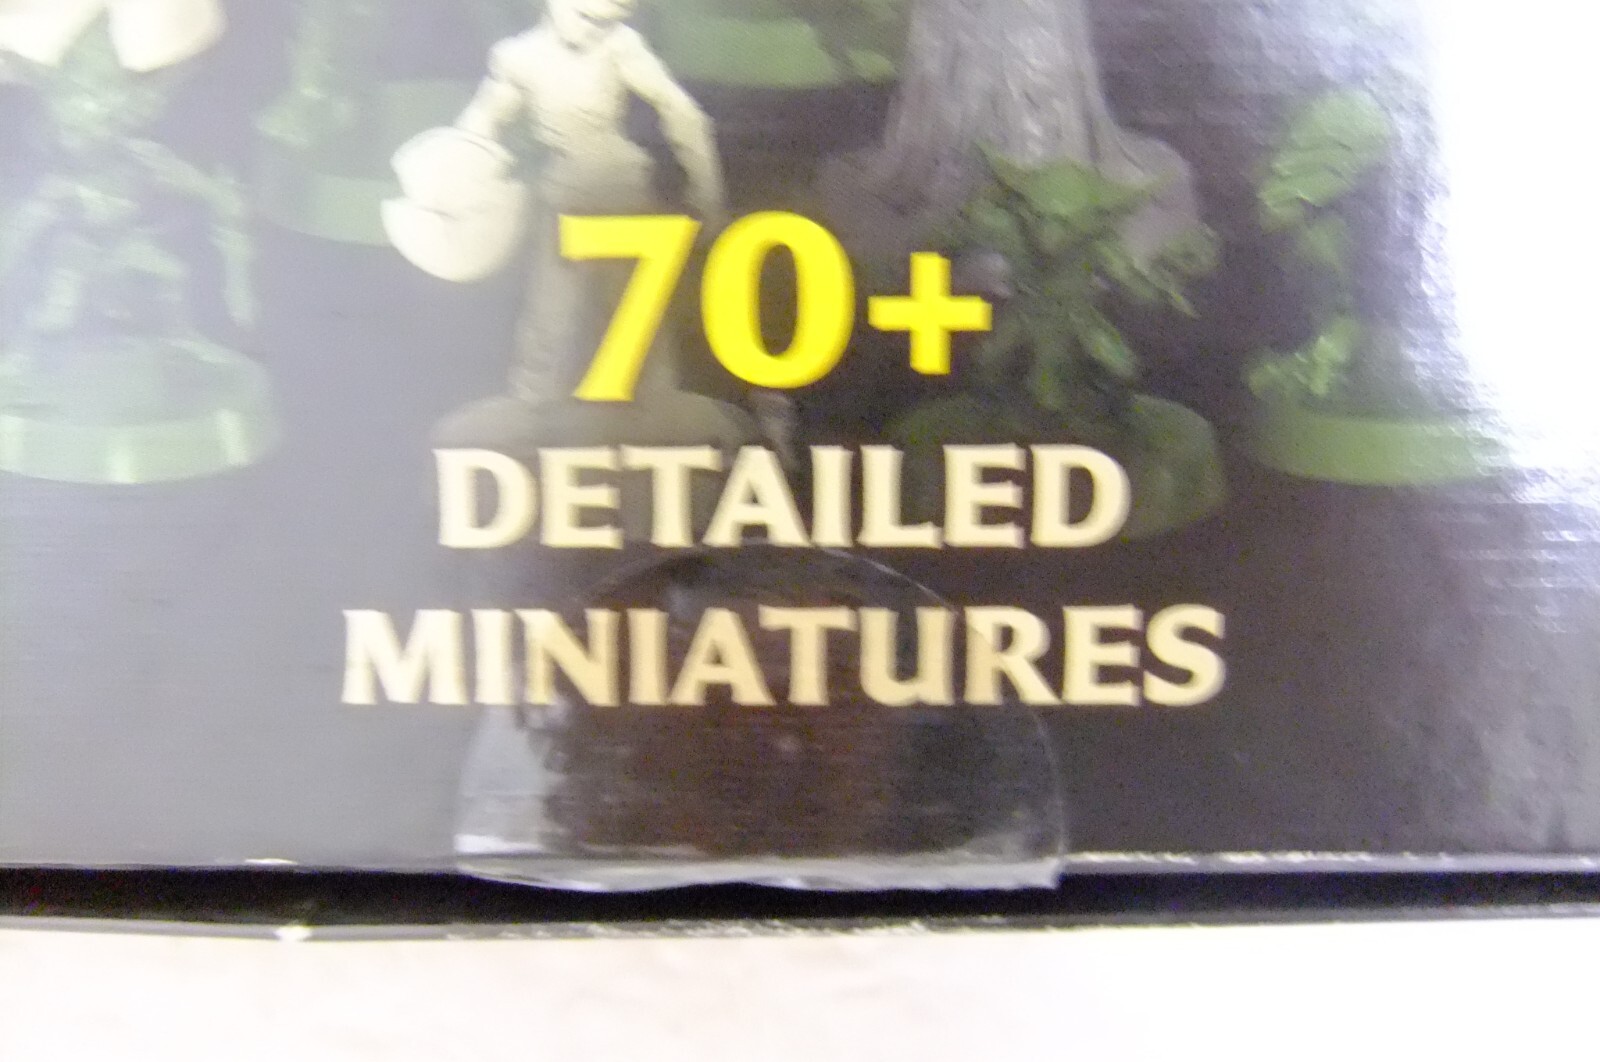 70+
DETAILED
MINIATURES